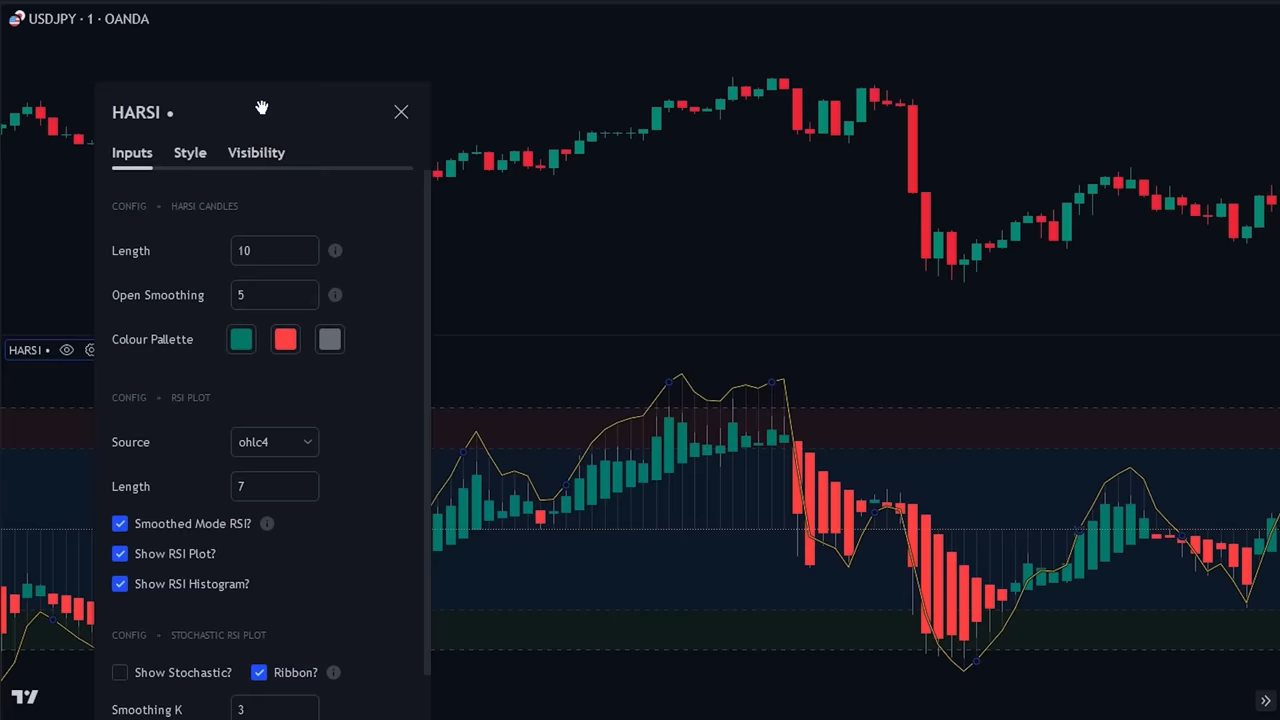 USDJPY · 1 · OANDA
HARSI •
Inputs Style Visibility
CONFIG • HARSI CANDLES
Length 10
Open Smoothing 5
Colour Pallette
HARSI •
CONFIG • RSI PLOT
Source ohlc4
Length 7
Smoothed Mode RSI?
Show RSI Plot?
Show RSI Histogram?
CONFIG • STOCHASTIC RSI PLOT
Show Stochastic? Ribbon?
Smoothing K 3